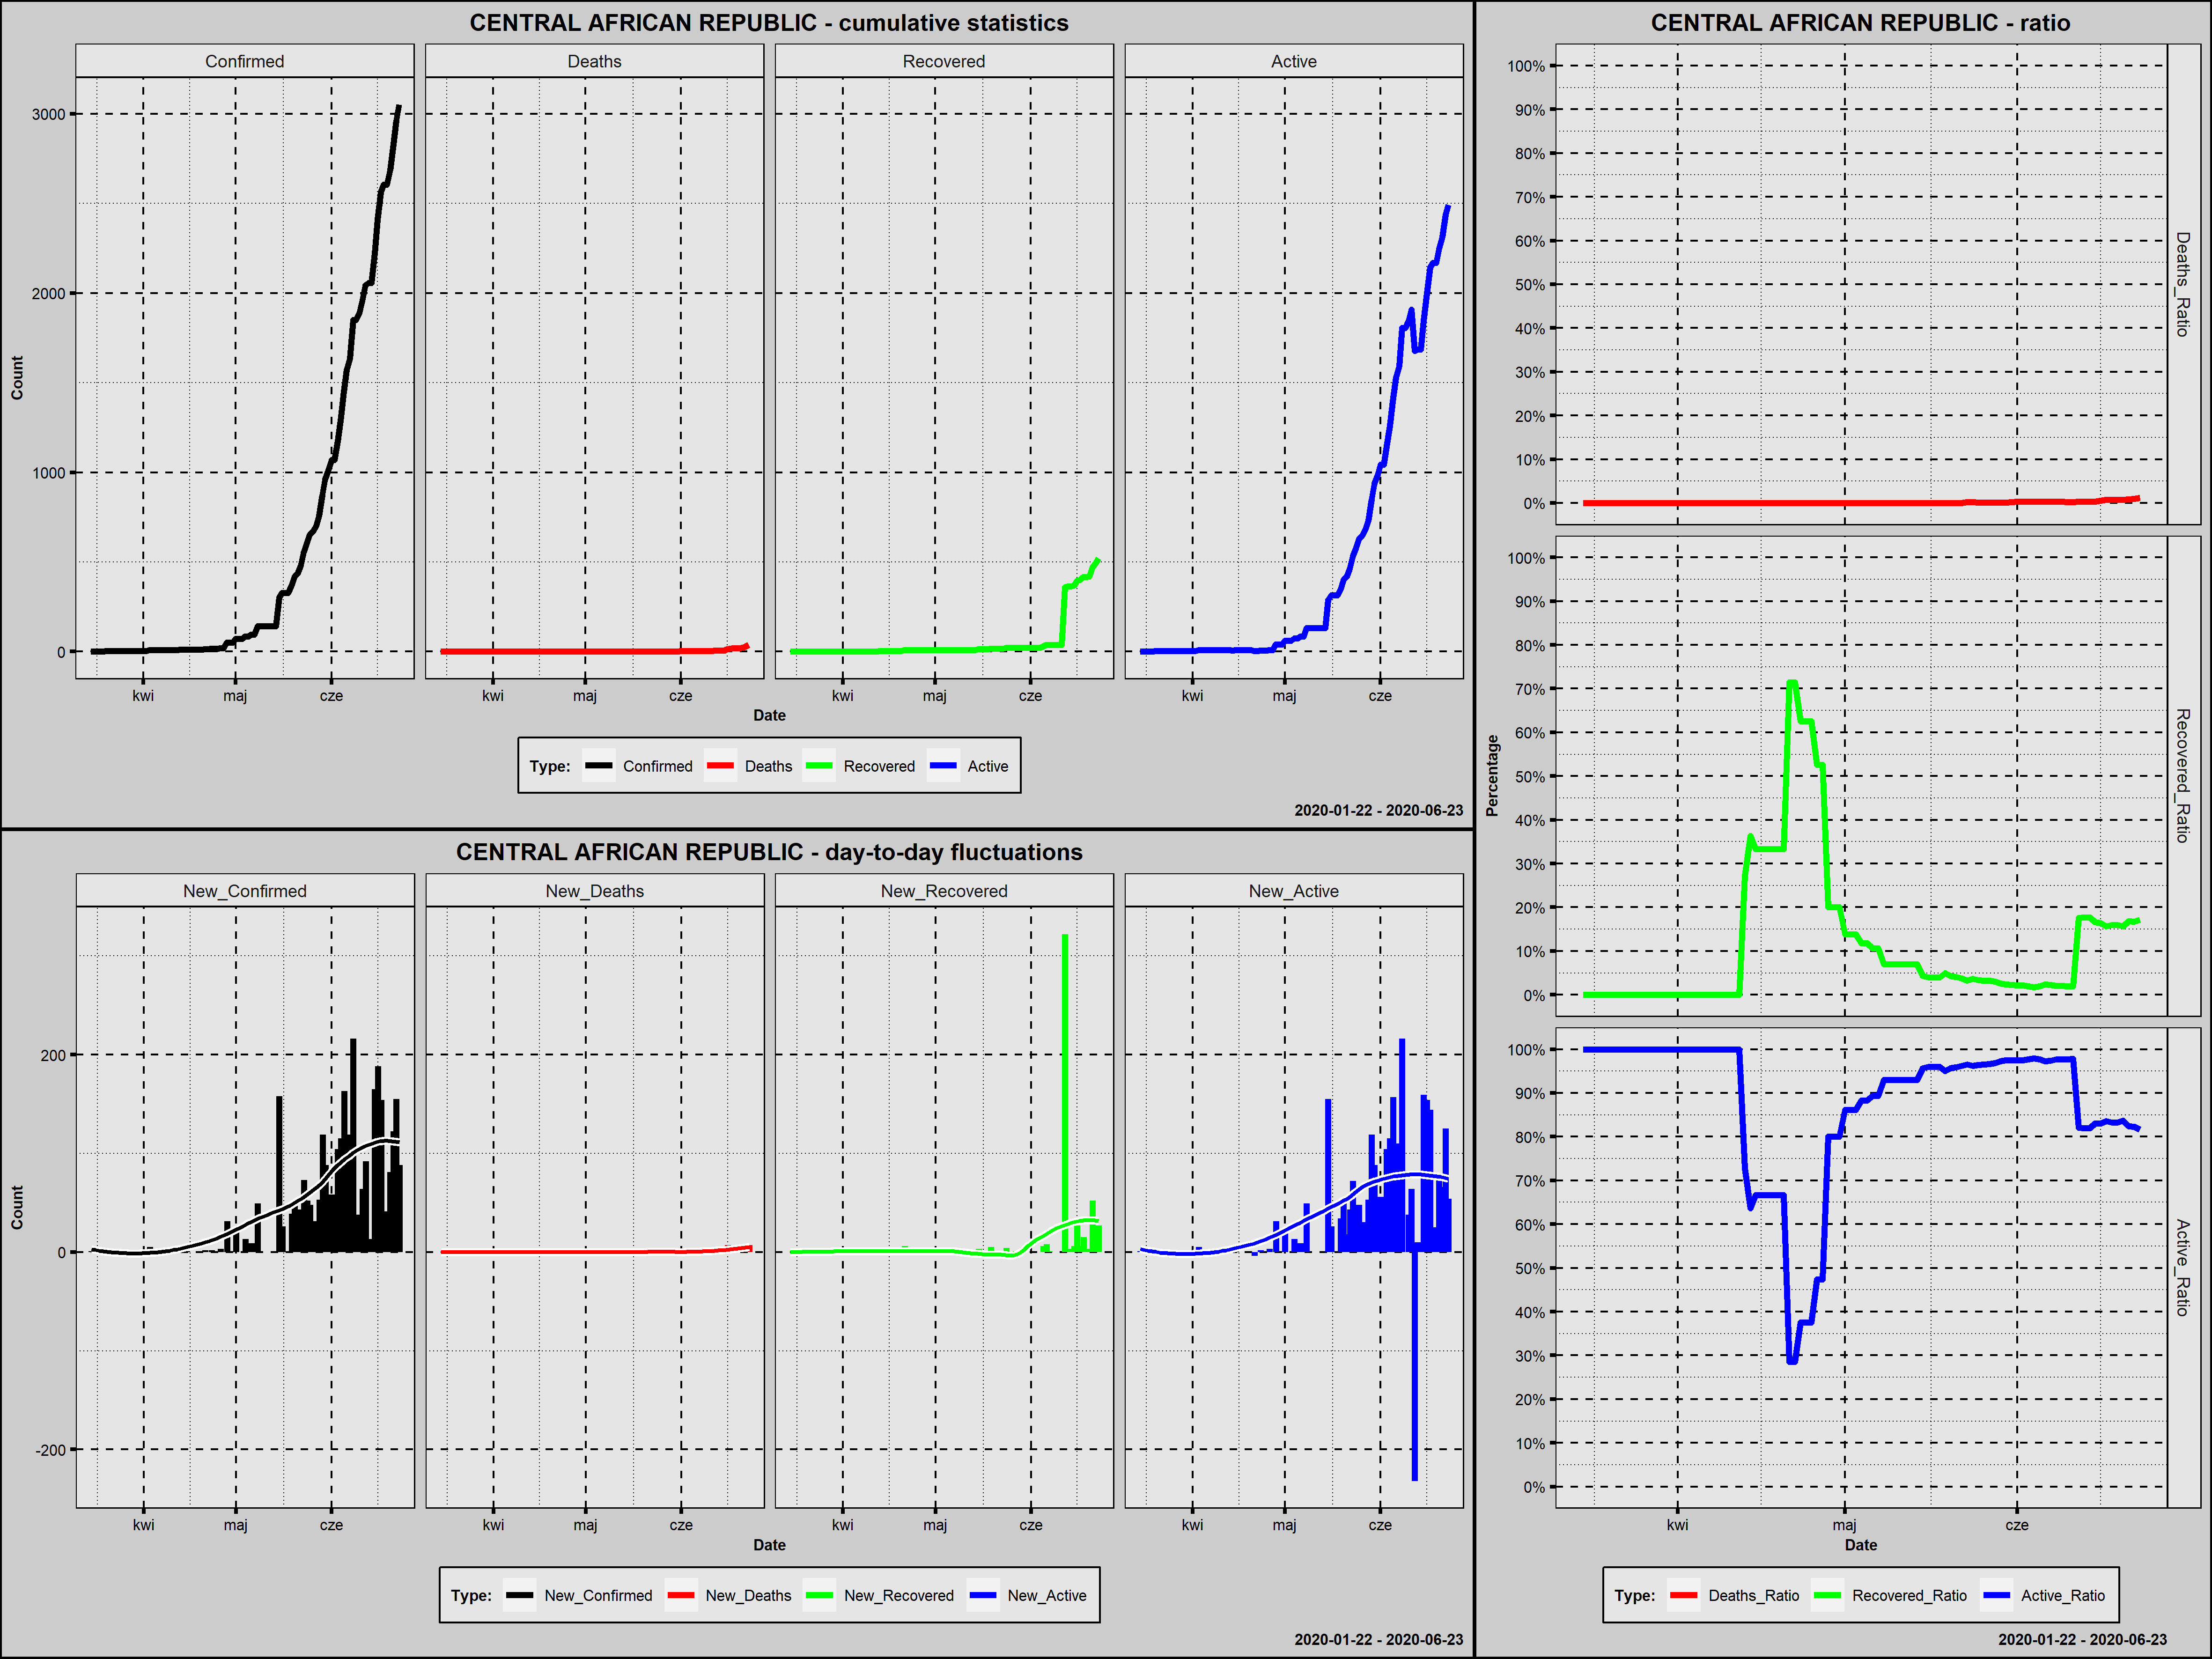 CENTRAL AFRICAN REPUBLIC - cumulative statistics
Confirmed Deaths Recovered Active
3000
2000
1000
0
Count
kwi maj cze kwi maj cze kwi maj cze kwi maj cze
Date
Type: Confirmed Deaths Recovered Active
2020-01-22 - 2020-06-23
CENTRAL AFRICAN REPUBLIC - day-to-day fluctuations
New_Confirmed New_Deaths New_Recovered New_Active
200
0
-200
Count
kwi maj cze kwi maj cze kwi maj cze kwi maj cze
Date
Type: New_Confirmed New_Deaths New_Recovered New_Active
2020-01-22 - 2020-06-23
CENTRAL AFRICAN REPUBLIC - ratio
100%
90%
80%
70%
60%
50%
40%
30%
20%
10%
0%
Deaths_Ratio
100%
90%
80%
70%
60%
50%
40%
30%
20%
10%
0%
Recovered_Ratio
Percentage
100%
90%
80%
70%
60%
50%
40%
30%
20%
10%
0%
Active_Ratio
kwi maj cze
Date
Type: Deaths_Ratio Recovered_Ratio Active_Ratio
2020-01-22 - 2020-06-23